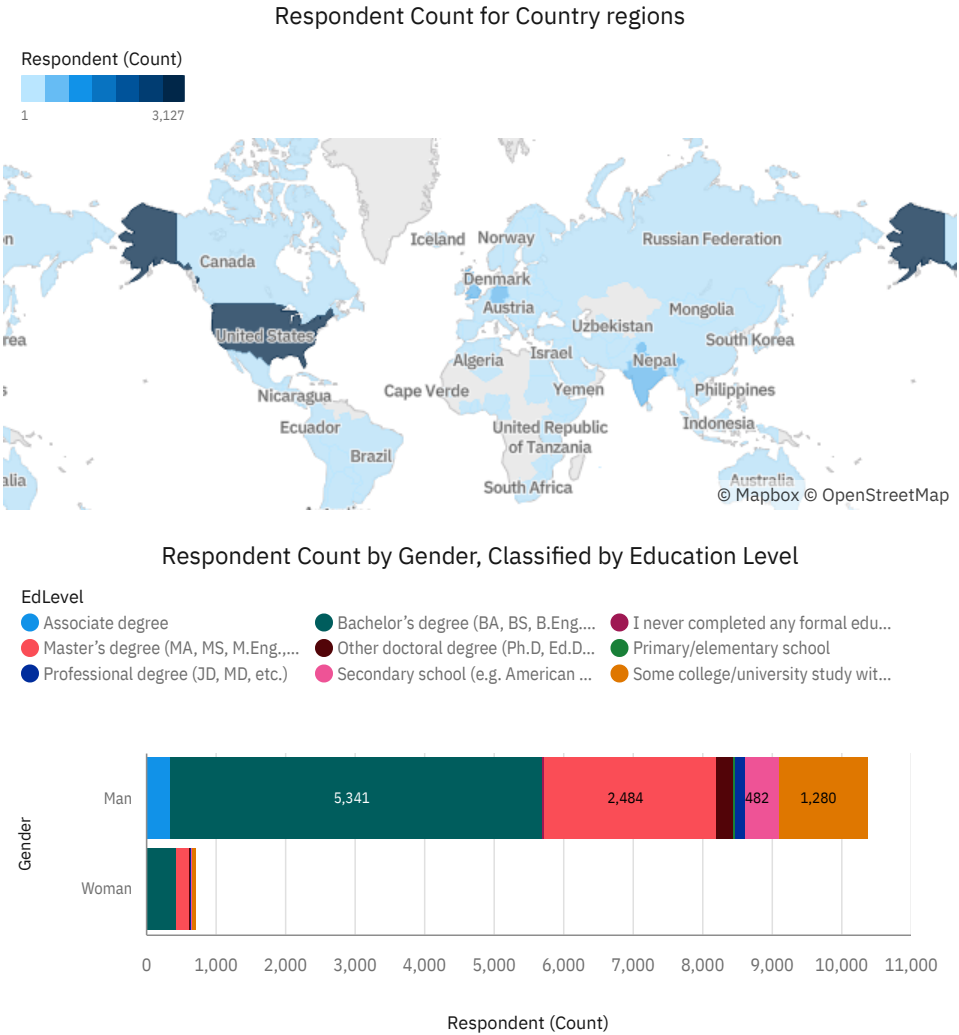 Respondent Count for Country regions
Respondent (Count)
1 3,127
Iceland Norway Russian Federation
Canada
Denmark
Austria Mongolia
Uzbekistan
United States South Korea
rea
Algeria Israel Nepal
Nicaragua Cape Verde Yemen Philippines
Ecuador United Republic Indonesia
of Tanzania
Brazil
alia South Africa Australia
© Mapbox © OpenStreetMap
Respondent Count by Gender, Classified by Education Level
EdLevel
Associate degree Bachelor's degree (BA, BS, B.Eng.... I never completed any formal edu...
Master's degree (MA, MS, M.Eng.,... Other doctoral degree (Ph.D, Ed.D... Primary/elementary school
Professional degree (JD, MD, etc.) Secondary school (e.g. American ... Some college/university study wit...
Gender
Man 5,341 2,484 482 1,280
Woman
0 1,000 2,000 3,000 4,000 5,000 6,000 7,000 8,000 9,000 10,000 11,000
Respondent (Count)